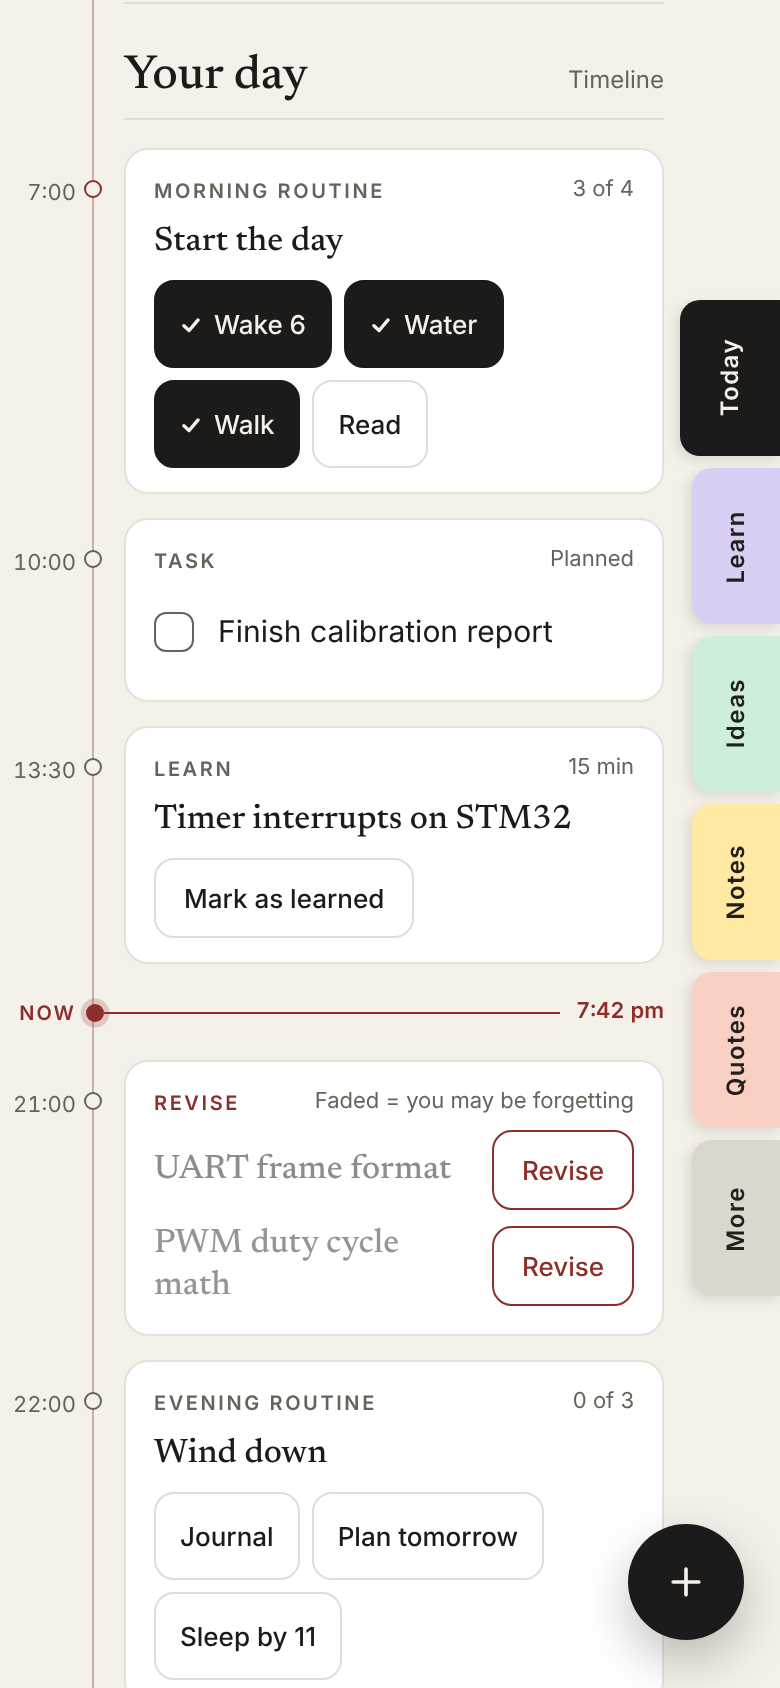 Your day
Timeline
7:00
MORNING ROUTINE
3 of 4
Start the day
Wake 6
Water
Walk
Read
10:00
TASK
Planned
Finish calibration report
13:30
LEARN
15 min
Timer interrupts on STM32
Mark as learned
NOW
7:42 pm
21:00
REVISE
Faded = you may be forgetting
UART frame format
Revise
PWM duty cycle
math
Revise
22:00
EVENING ROUTINE
0 of 3
Wind down
Journal
Plan tomorrow
Sleep by 11
Today
Learn
Ideas
Notes
Quotes
More